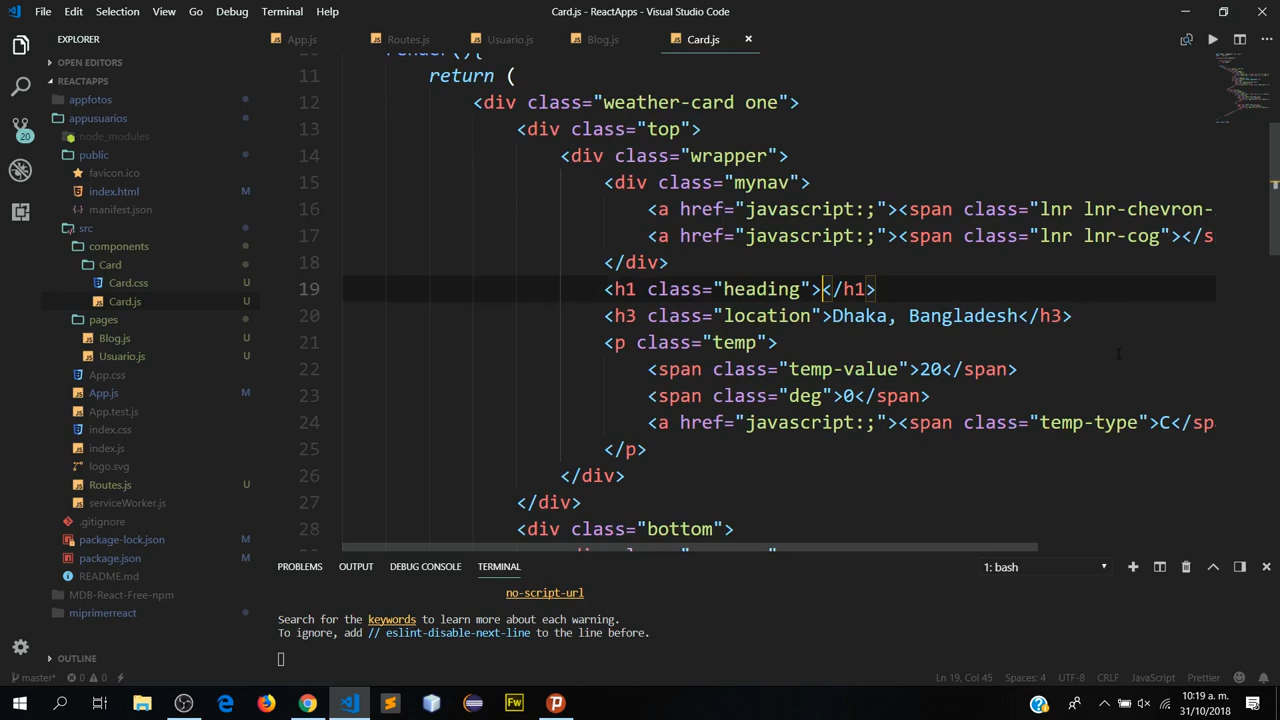 File Edit Selection View Go Debug Terminal Help
Card.js - ReactApps - Visual Studio Code
EXPLORER
OPEN EDITORS
REACTAPPS
appfotos
appusuarios
node_modules
public
favicon.ico
index.html M
manifest.json
src
components
Card
Card.css U
Card.js U
pages
Blog.js U
Usuario.js U
App.css
App.js M
App.test.js
index.css
index.js
logo.svg
Routes.js U
serviceWorker.js
.gitignore
package-lock.json M
package.json M
README.md
MDB-React-Free-npm
miprimerreact
OUTLINE
20
App.js Routes.js Usuario.js Blog.js Card.js
render(){
11 return (
12 <div class="weather-card one">
13 <div class="top">
14 <div class="wrapper">
15 <div class="mynav">
16 <a href="javascript:;"><span class="lnr lnr-chevron-
17 <a href="javascript:;"><span class="lnr lnr-cog"></s
18 </div>
19 <h1 class="heading"></h1>
20 <h3 class="location">Dhaka, Bangladesh</h3>
21 <p class="temp">
22 <span class="temp-value">20</span>
23 <span class="deg">0</span>
24 <a href="javascript:;"><span class="temp-type">C</sp
25 </p>
26 </div>
27 </div>
28 <div class="bottom">
PROBLEMS OUTPUT DEBUG CONSOLE TERMINAL 1: bash
no-script-url
Search for the keywords to learn more about each warning.
To ignore, add // eslint-disable-next-line to the line before.
master* 0 0 Ln 19, Col 45 Spaces: 4 UTF-8 CRLF JavaScript Prettier
Fw
10:19 a. m.
31/10/2018